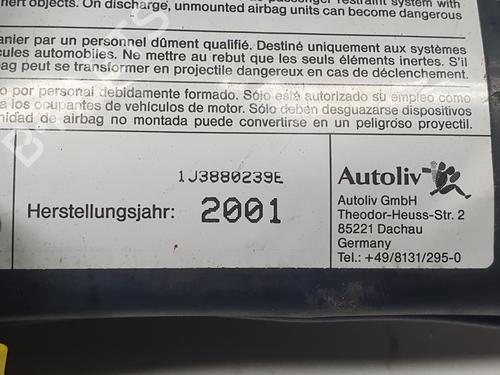 inert objects. On discharge, unmounted airbag units can become dangerous
passenger restraint system with
anier par un personnel dûment qualifié. Destiné uniquement aux systèmes
cules automobiles. Ne mettre au rebut que les seuls éléments inertes. S'il
bag peut se transformer en projectile dangereux en cas de déclenchement.
o por personal debidamente formado. Sólo está autorizado su empleo como
a los ocupantes de vehículos de motor. Sólo deben desguazarse dispositivos
nidad de airbag no montada puede convertirse en un peligroso proyectil.
1J3880239E
Herstellungsjahr: 2001
Autoliv
Autoliv GmbH
Theodor-Heuss-Str. 2
85221 Dachau
Germany
Tel.: +49/8131/295-0